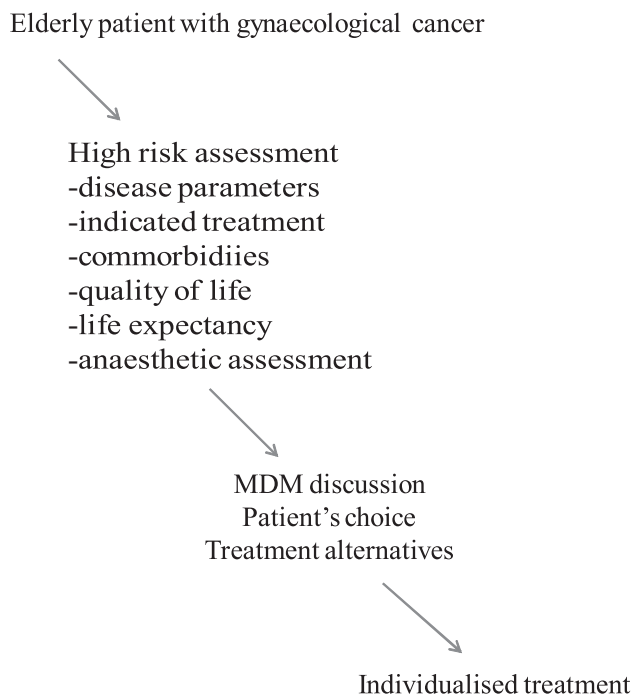 Elderly patient with gynaecological cancer
High risk assessment
-disease parameters
-indicated treatment
-commorbidiies
-quality of life
-life expectancy
-anaesthetic assessment
MDM discussion
Patient’s choice
Treatment alternatives
Individualised treatment